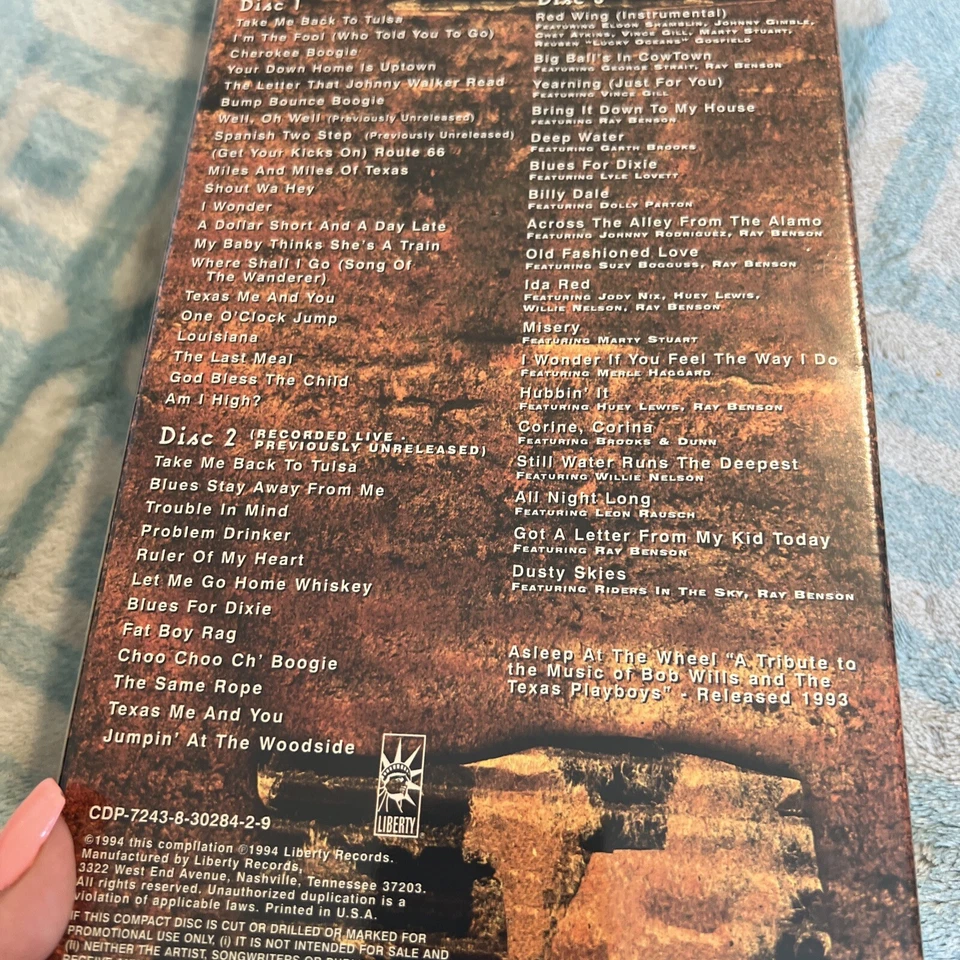 Disc 1
Take Me Back To Tulsa
I'm The Fool (Who Told You To Go)
Cherokee Boogie
Your Down Home Is Uptown
The Letter That Johnny Walker Read
Bump Bounce Boogie
Well, Oh Well (Previously Unreleased)
Spanish Two Step (Previously Unreleased)
(Get Your Kicks On) Route 66
Miles And Miles Of Texas
Shout Wa Hey
I Wonder
A Dollar Short And A Day Late
My Baby Thinks She's A Train
Where Shall I Go (Song Of
The Wanderer)
Texas Me And You
One O'Clock Jump
Louisiana
The Last Meal
God Bless The Child
Am I High?
Disc 2 (RECORDED LIVE -
PREVIOUSLY UNRELEASED)
Take Me Back To Tulsa
Blues Stay Away From Me
Trouble In Mind
Problem Drinker
Ruler Of My Heart
Let Me Go Home Whiskey
Blues For Dixie
Fat Boy Rag
Choo Choo Ch' Boogie
The Same Rope
Texas Me And You
Jumpin' At The Woodside
Disc 3
Red Wing (Instrumental)
Featuring Eldon Shamblin, Johnny Gimble,
Chet Atkins, Vince Gill, Marty Stuart,
Reuben "Lucky Oceans" Gosfield
Big Ball's In CowTown
Featuring George Strait, Ray Benson
Yearning (Just For You)
Featuring Vince Gill
Bring It Down To My House
Featuring Ray Benson
Deep Water
Featuring Garth Brooks
Blues For Dixie
Featuring Lyle Lovett
Billy Dale
Featuring Dolly Parton
Across The Alley From The Alamo
Featuring Johnny Rodriguez, Ray Benson
Old Fashioned Love
Featuring Suzy Bogguss, Ray Benson
Ida Red
Featuring Jody Nix, Huey Lewis,
Willie Nelson, Ray Benson
Misery
Featuring Marty Stuart
I Wonder If You Feel The Way I Do
Featuring Merle Haggard
Hubbin' It
Featuring Huey Lewis, Ray Benson
Corine, Corina
Featuring Brooks & Dunn
Still Water Runs The Deepest
Featuring Willie Nelson
All Night Long
Featuring Leon Rausch
Got A Letter From My Kid Today
Featuring Ray Benson
Dusty Skies
Featuring Riders In The Sky, Ray Benson
Asleep At The Wheel "A Tribute to
the Music of Bob Wills and The
Texas Playboys" - Released 1993
LIBERTY
CDP-7243-8-30284-2-9
©1994 this compilation ℗1994 Liberty Records.
Manufactured by Liberty Records,
3322 West End Avenue, Nashville, Tennessee 37203.
All rights reserved. Unauthorized duplication is a
violation of applicable laws. Printed in U.S.A.
IF THIS COMPACT DISC IS CUT OR DRILLED OR MARKED FOR
PROMOTIONAL USE ONLY, (i) IT IS NOT INTENDED FOR SALE AND
(ii) NEITHER THE ARTIST, SONGWRITERS OR